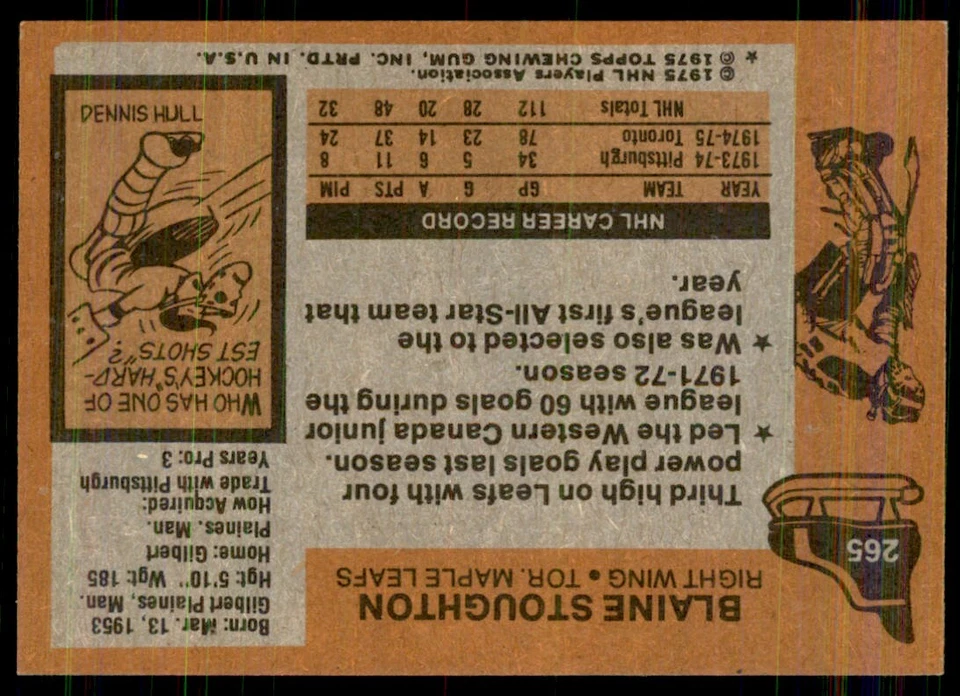 265
BLAINE STOUGHTON
RIGHT WING • TOR. MAPLE LEAFS
Third high on Leafs with four
power play goals last season.
★ Led the Western Canada junior
league with 60 goals during the
1971-72 season.
★ Was also selected to the
league's first All-Star team that
year.
Born: Mar. 13, 1953
Gilbert Plaines, Man.
Hgt: 5'10" Wgt: 185
Home: Gilbert
Plaines, Man.
How Acquired:
Trade with Pittsburgh
Years Pro: 3
WHO HAS ONE OF
HOCKEY'S "HARD-
EST SHOTS"?
DENNIS HULL
NHL CAREER RECORD
YEAR TEAM GP G A PTS PIM
1973-74 Pittsburgh 34 5 6 11 8
1974-75 Toronto 78 23 14 37 24
NHL Totals 112 28 20 48 32
© 1975 NHL Players Association.
★ © 1975 TOPPS CHEWING GUM, INC. PRTD. IN U.S.A.